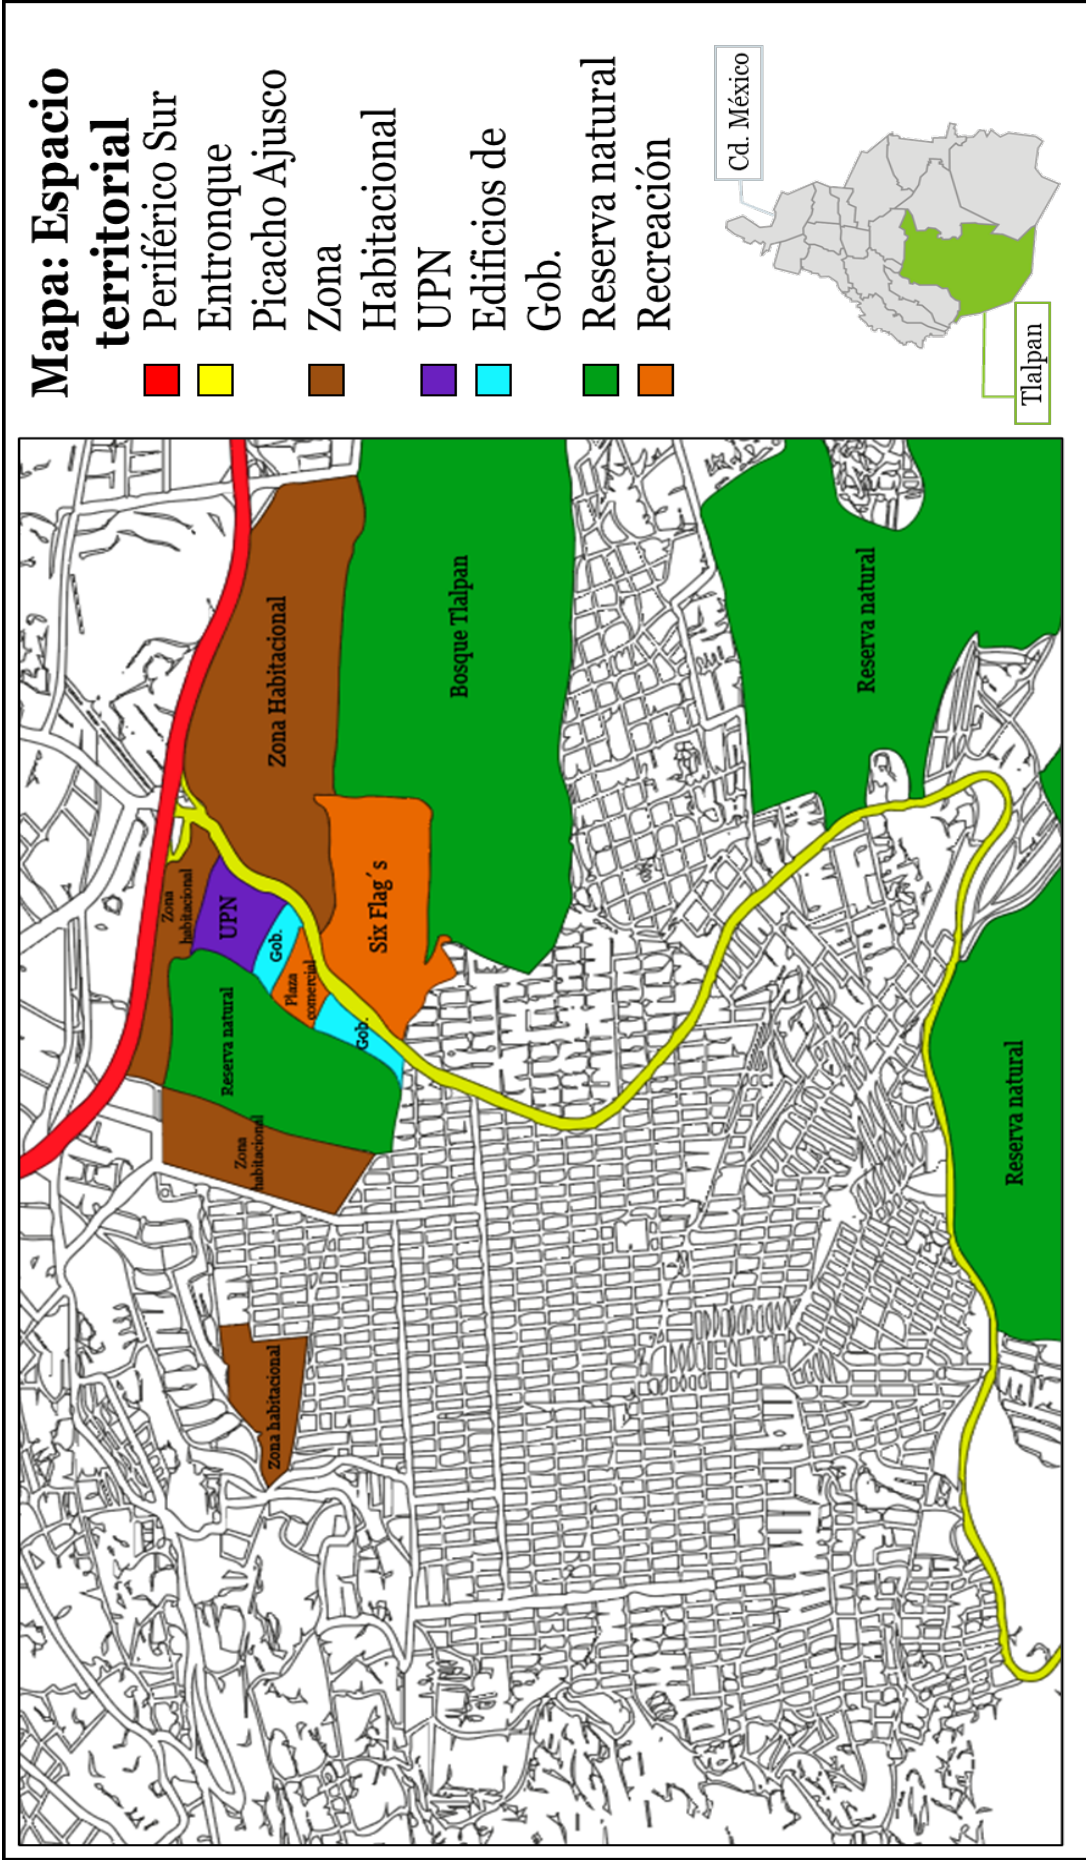 Mapa: Espacio
territorial
Periférico Sur
Entronque
Picacho Ajusco
Zona
Habitacional
UPN
Edificios de
Gob.
Reserva natural
Recreación
Cd. México
Tlalpan
Zona Habitacional
Bosque Tlalpan
Reserva natural
Six Flag´s
Zona
habitacional
UPN
Gob.
Plaza
comercial
Gob.
Reserva natural
Zona
habitacional
Reserva natural
Zona habitacional